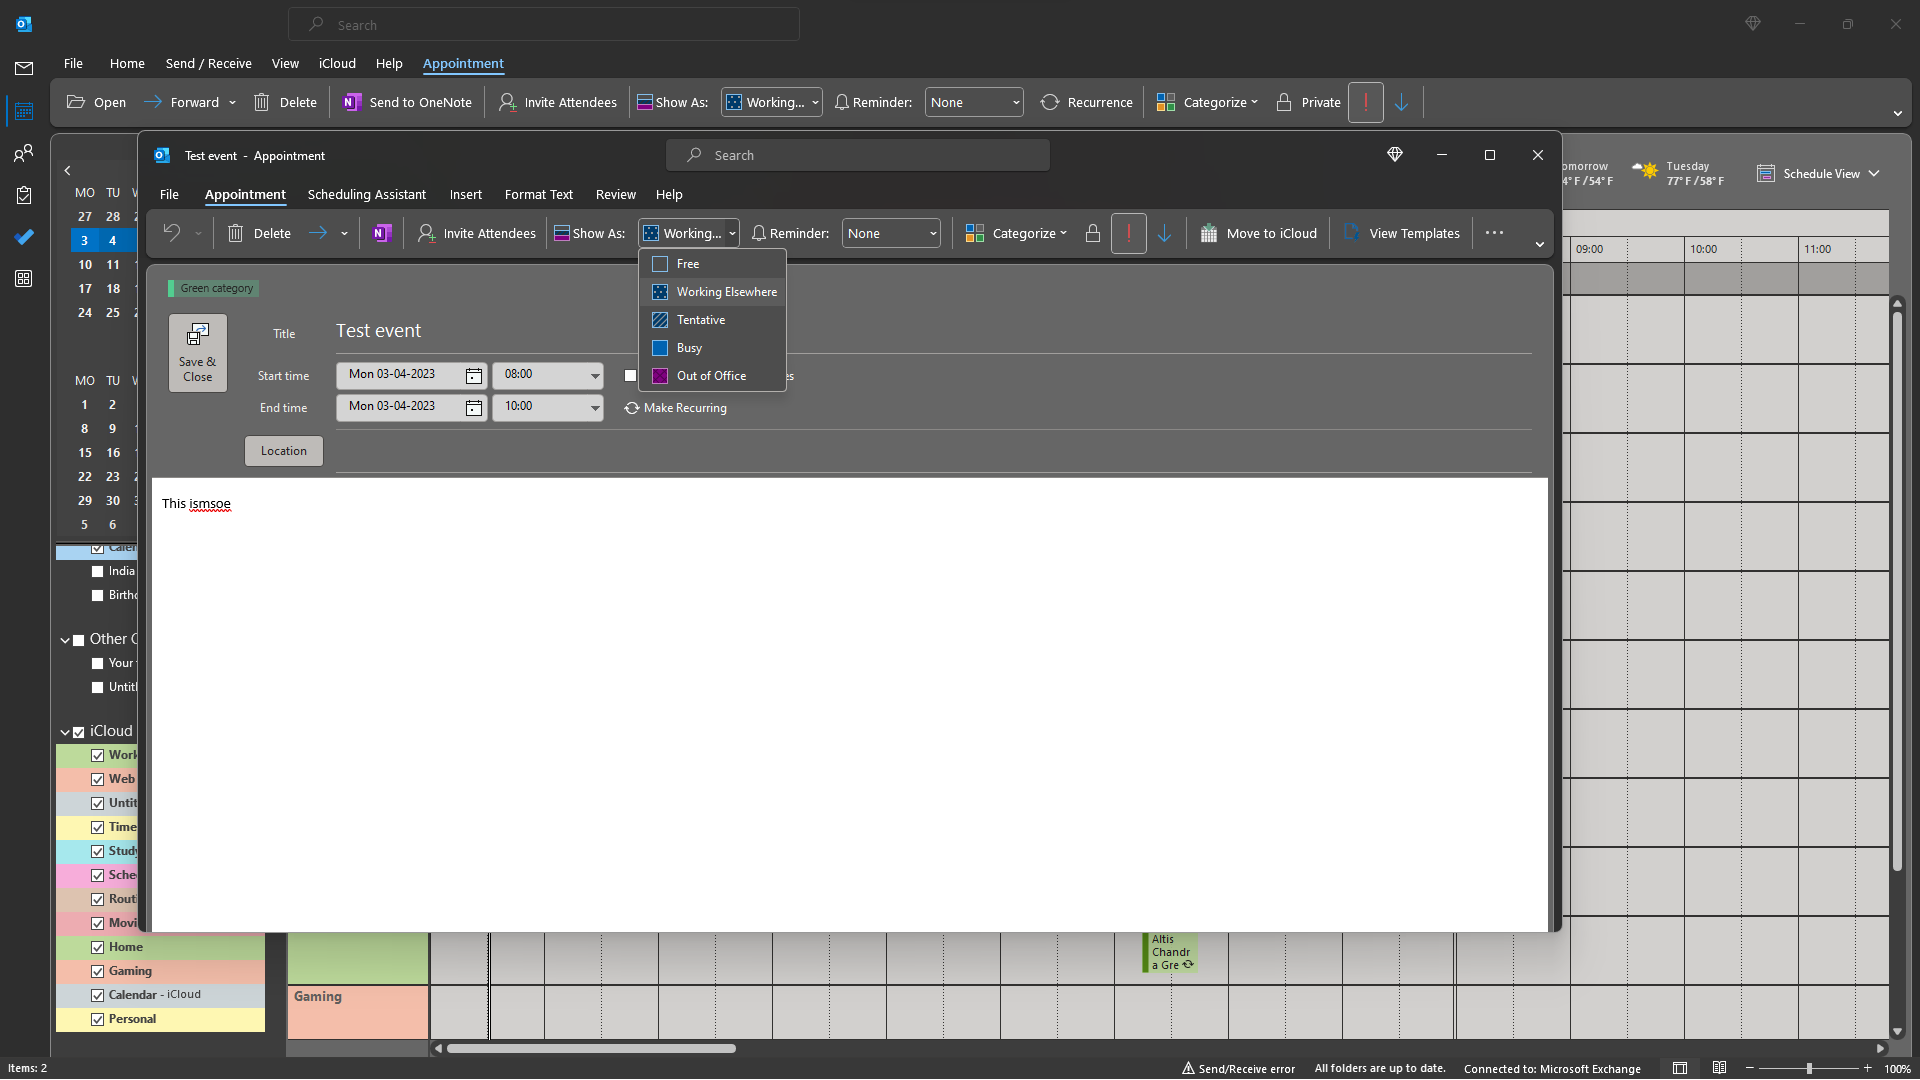 Search
File Home Send / Receive View iCloud Help Appointment
Open Forward Delete Send to OneNote Invite Attendees Show As: Working... Reminder: None Recurrence Categorize Private
Test event - Appointment Search
Tuesday
77° F / 58° F
4° F / 54° F
Schedule View
File Appointment Scheduling Assistant Insert Format Text Review Help
Delete Invite Attendees Show As: Working... Reminder: None Categorize Move to iCloud View Templates
09:00 10:00 11:00
Free
Working Elsewhere
Tentative
Busy
Out of Office
Green category
Save &
Close
Title Test event
Start time Mon 03-04-2023 08:00
End time Mon 03-04-2023 10:00 Make Recurring
Location
This ismsoe
MO TU
27 28
3 4
10 11
17 18
24 25
MO TU
1 2
8 9
15 16
22 23
29 30
5 6
India
Other
Your
iCloud
Work
Web
Time
Study
Home
Gaming
Calendar - iCloud
Personal
Gaming
Altis
Chandr
a Gre
Items: 2 Send/Receive error All folders are up to date. Connected to: Microsoft Exchange 100%